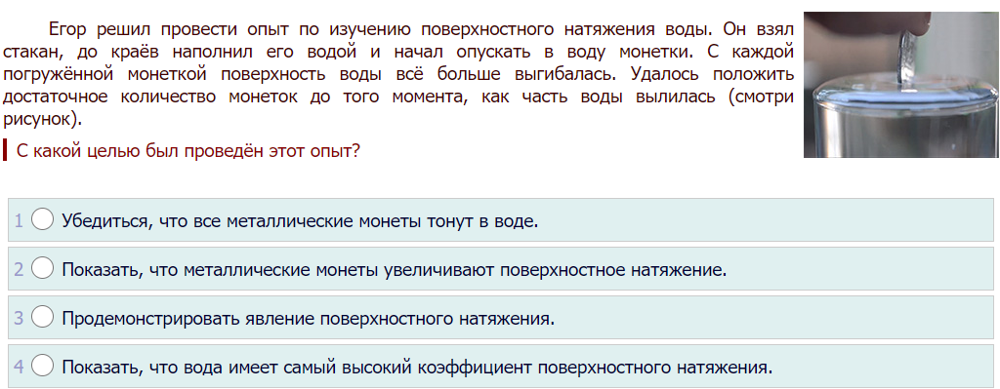 Егор решил провести опыт по изучению поверхностного натяжения воды. Он взял
стакан, до краёв наполнил его водой и начал опускать в воду монетки. С каждой
погружённой монеткой поверхность воды всё больше выгибалась. Удалось положить
достаточное количество монеток до того момента, как часть воды вылилась (смотри
рисунок).
С какой целью был проведён этот опыт?
1 Убедиться, что все металлические монеты тонут в воде.
2 Показать, что металлические монеты увеличивают поверхностное натяжение.
3 Продемонстрировать явление поверхностного натяжения.
4 Показать, что вода имеет самый высокий коэффициент поверхностного натяжения.